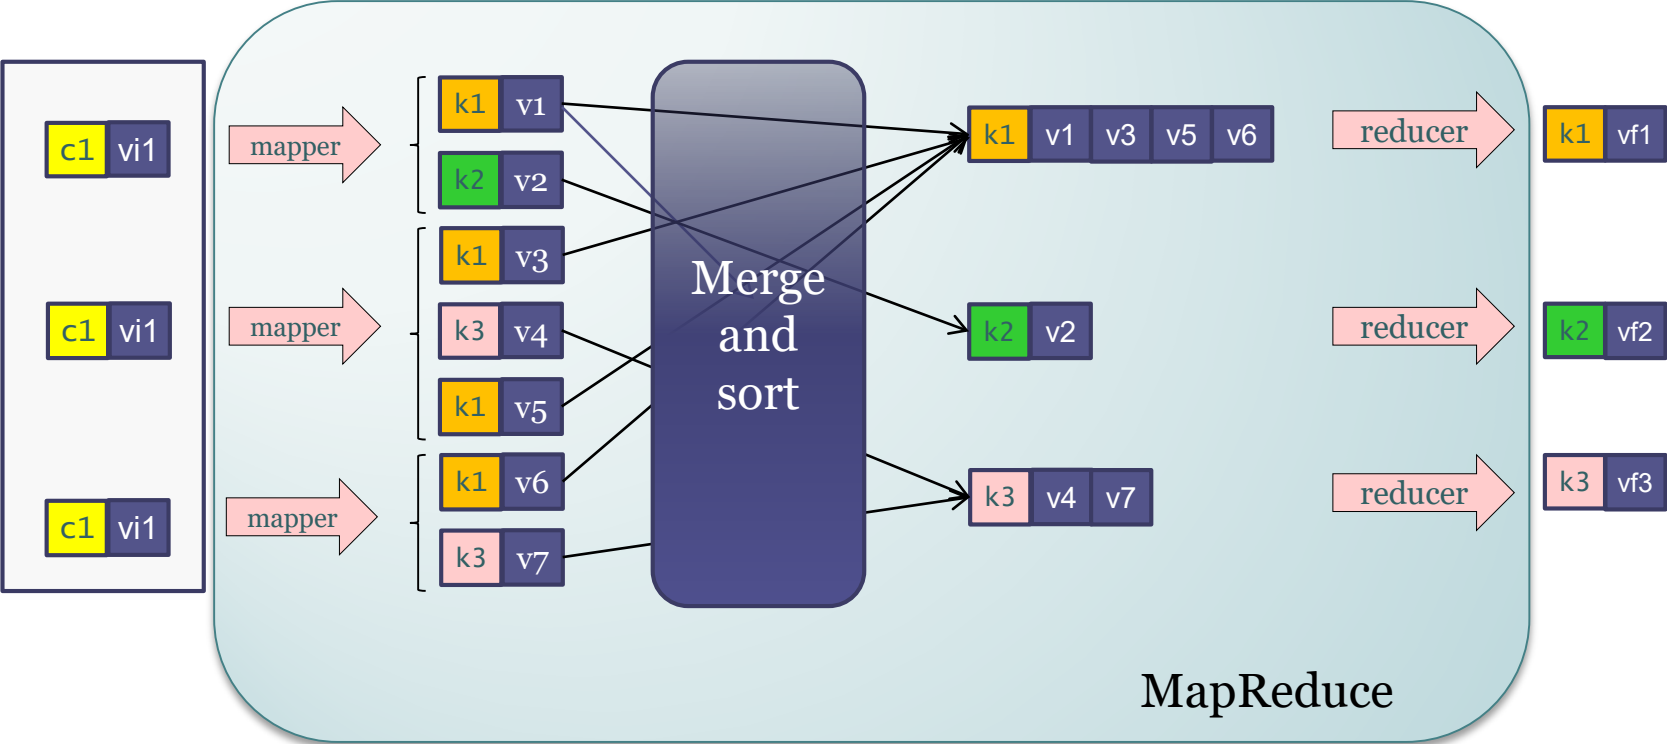 c1 vi1
c1 vi1
c1 vi1
mapper
mapper
mapper
k1 v1
k2 v2
k1 v3
k3 v4
k1 v5
k1 v6
k3 v7
Merge
and
sort
k1 v1 v3 v5 v6
k2 v2
k3 v4 v7
reducer
reducer
reducer
k1 vf1
k2 vf2
k3 vf3
MapReduce